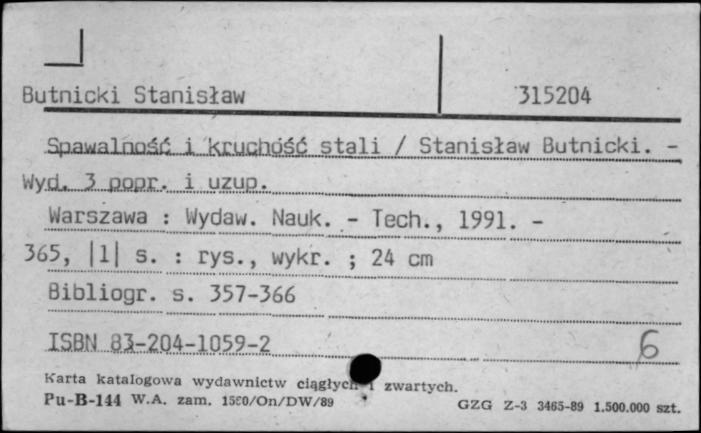 Butnicki Stanisław 315204
Spawalność i kruchość stali / Stanisław Butnicki. -
Wyd. 3 popr. i uzup.
Warszawa : Wydaw. Nauk. - Tech., 1991. -
365, |1| s. : rys., wykr. ; 24 cm
Bibliogr. s. 357-366
ISBN 83-204-1059-2 6
Karta katalogowa wydawnictw ciągłych i zwartych.
Pu-B-144 W.A. zam. 1580/On/DW/89 GZG Z-3 3465-89 1.500.000 szt.